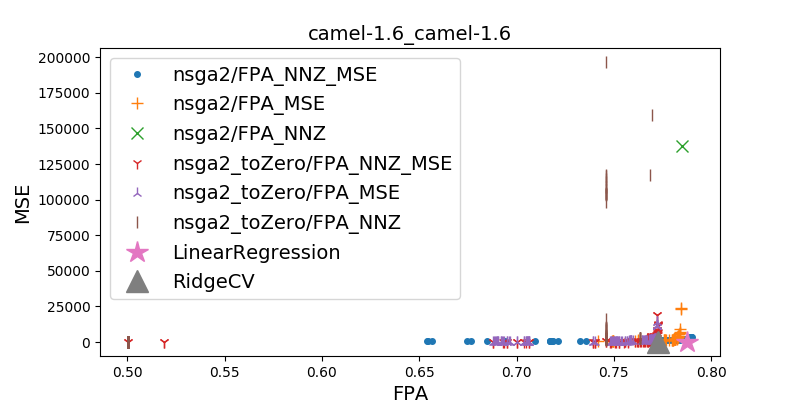 camel-1.6_camel-1.6
200000
175000
150000
125000
100000
75000
50000
25000
0
MSE
nsga2/FPA_NNZ_MSE
nsga2/FPA_MSE
nsga2/FPA_NNZ
nsga2_toZero/FPA_NNZ_MSE
nsga2_toZero/FPA_MSE
nsga2_toZero/FPA_NNZ
LinearRegression
RidgeCV
0.50 0.55 0.60 0.65 0.70 0.75 0.80
FPA